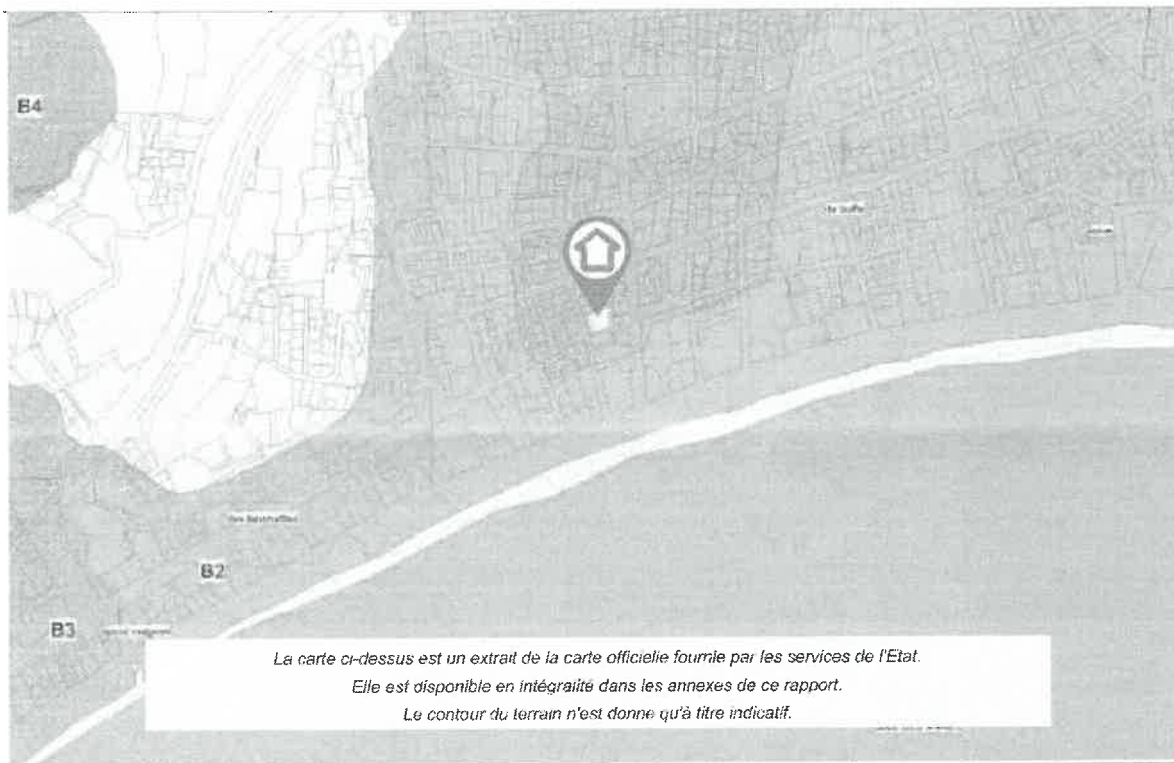 B4
B2
B3
La carte ci-dessus est un extrait de la carte officielle fournie par les services de l'Etat.
Elle est disponible en intégralité dans les annexes de ce rapport.
Le contour du terrain n'est donne qu'à titre indicatif.